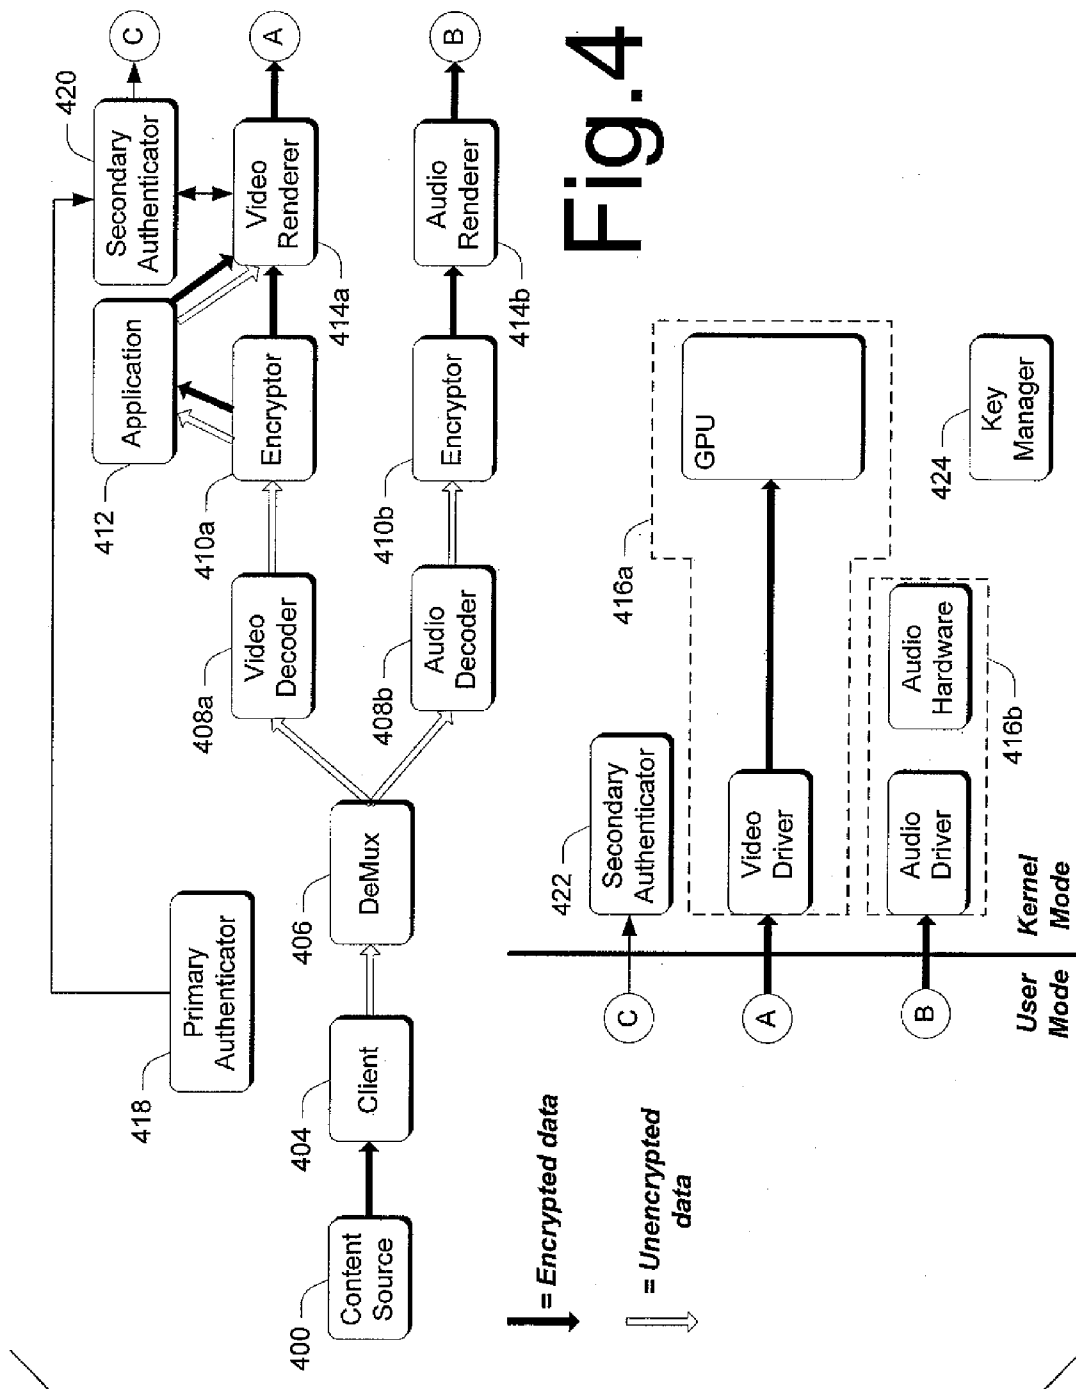 400
Content
Source
404
Client
418
Primary
Authenticator
406
DeMux
408a
Video
Decoder
408b
Audio
Decoder
410a
Encryptor
410b
Encryptor
412
Application
420
Secondary
Authenticator
414a
Video
Renderer
414b
Audio
Renderer
C
A
B
= Encrypted data
= Unencrypted
data
C
A
B
User
Mode
Kernel
Mode
422
Secondary
Authenticator
Video
Driver
416a
GPU
Audio
Driver
Audio
Hardware
416b
424
Key
Manager
Fig.4